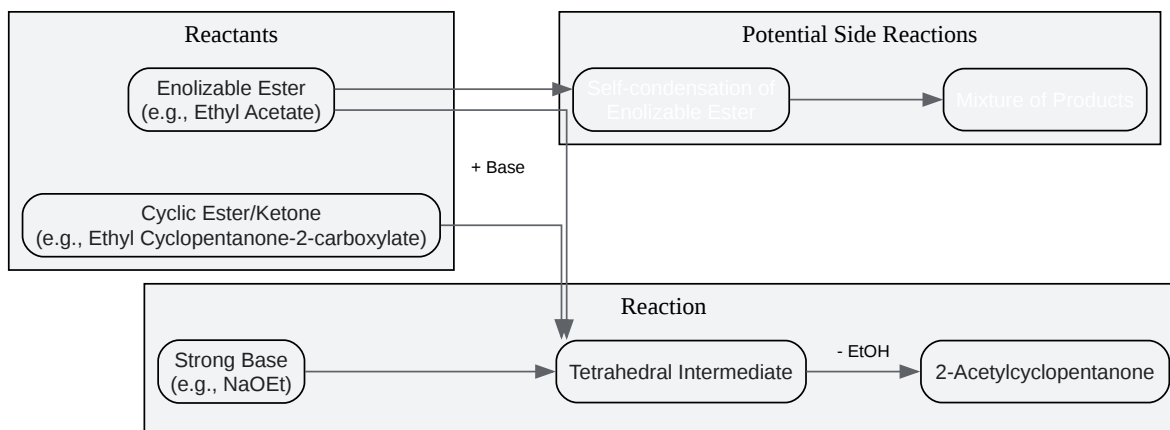 Reactants
Enolizable Ester
(e.g., Ethyl Acetate)
Cyclic Ester/Ketone
(e.g., Ethyl Cyclopentanone-2-carboxylate)
+ Base
Potential Side Reactions
Self-condensation of
Enolizable Ester
Mixture of Products
Reaction
Strong Base
(e.g., NaOEt)
Tetrahedral Intermediate
- EtOH
2-Acetylcyclopentanone